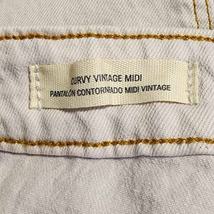 CURVY VINTAGE MIDI
PANTALÓN CONTORNADO MIDI VINTAGE